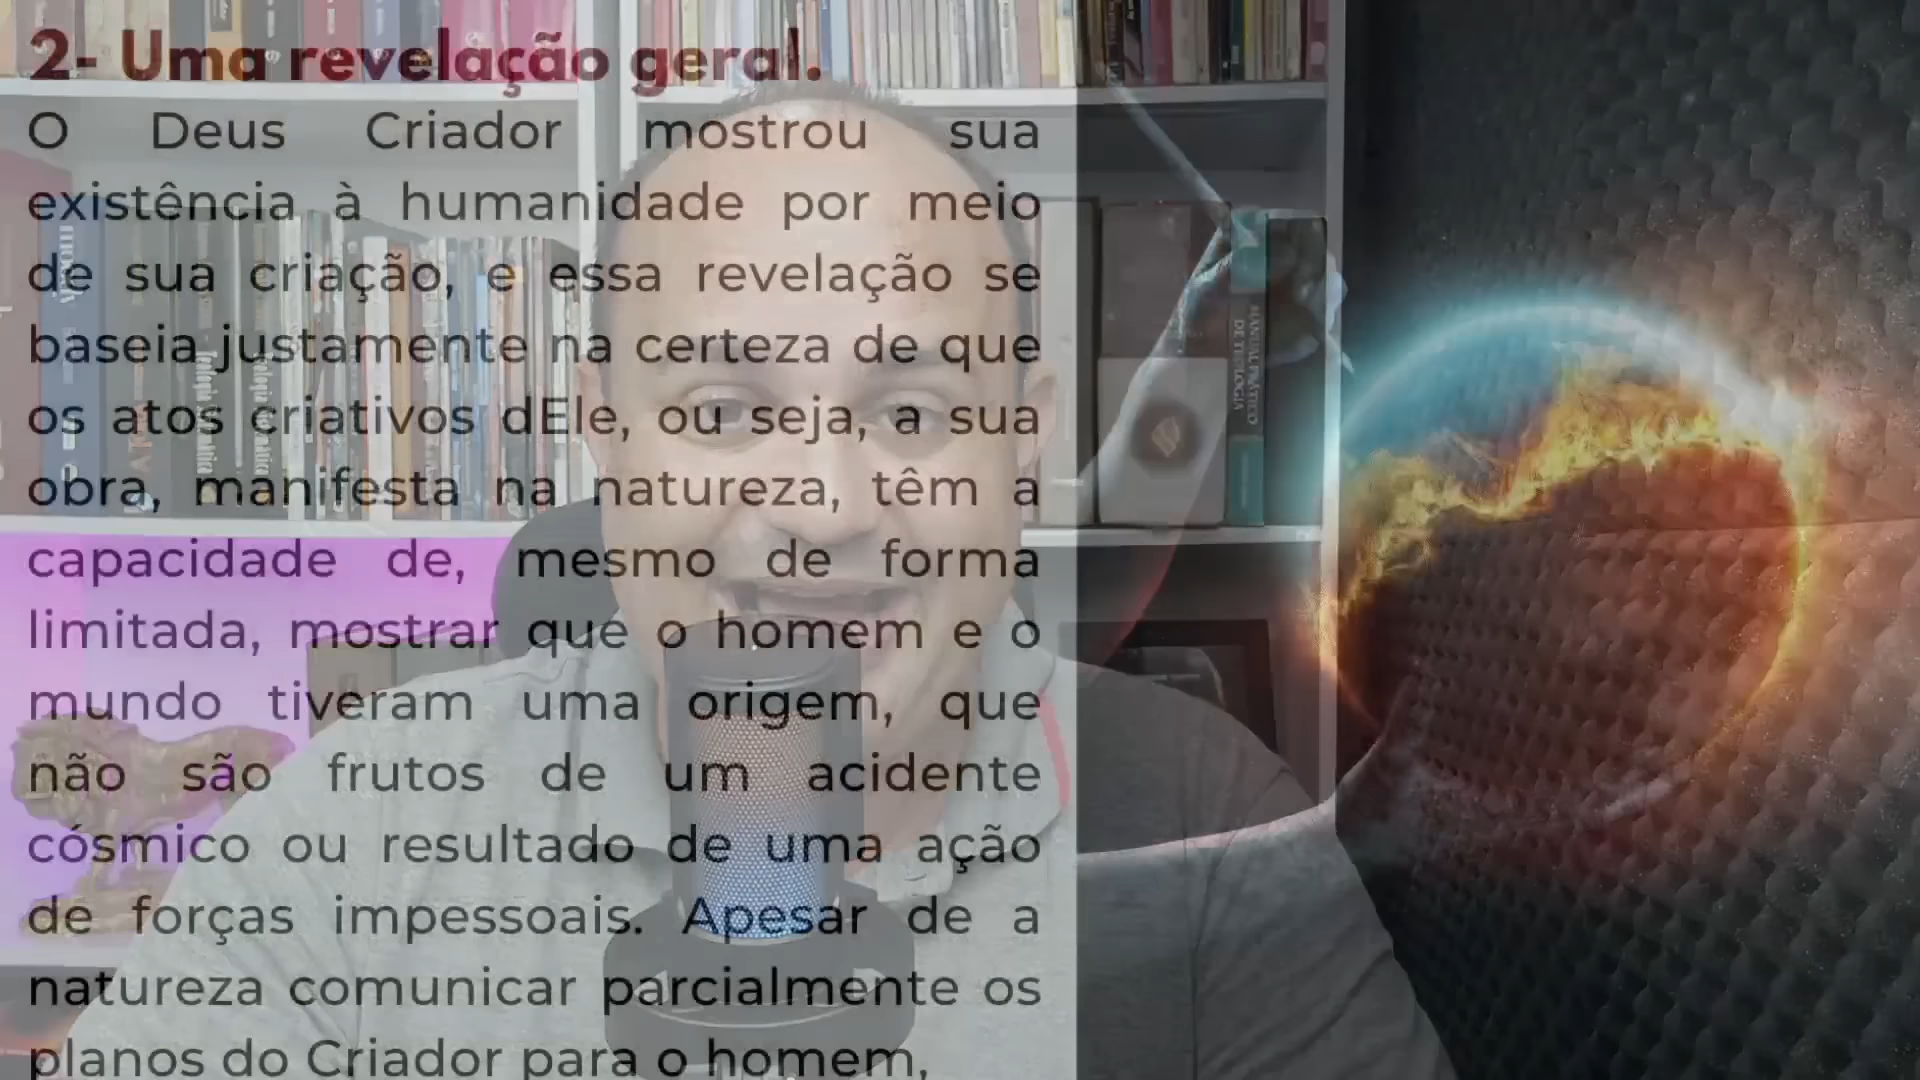 2- Uma revelação geral.
O Deus Criador mostrou sua
existência à humanidade por meio
de sua criação, e essa revelação se
baseia justamente na certeza de que
os atos criativos dEle, ou seja, a sua
obra, manifesta na natureza, têm a
capacidade de, mesmo de forma
limitada, mostrar que o homem e o
mundo tiveram uma origem, que
não são frutos de um acidente
cósmico ou resultado de uma ação
de forças impessoais. Apesar de a
natureza comunicar parcialmente os
planos do Criador para o homem,
MANUAL PRÁTICO
DE TEOLOGIA